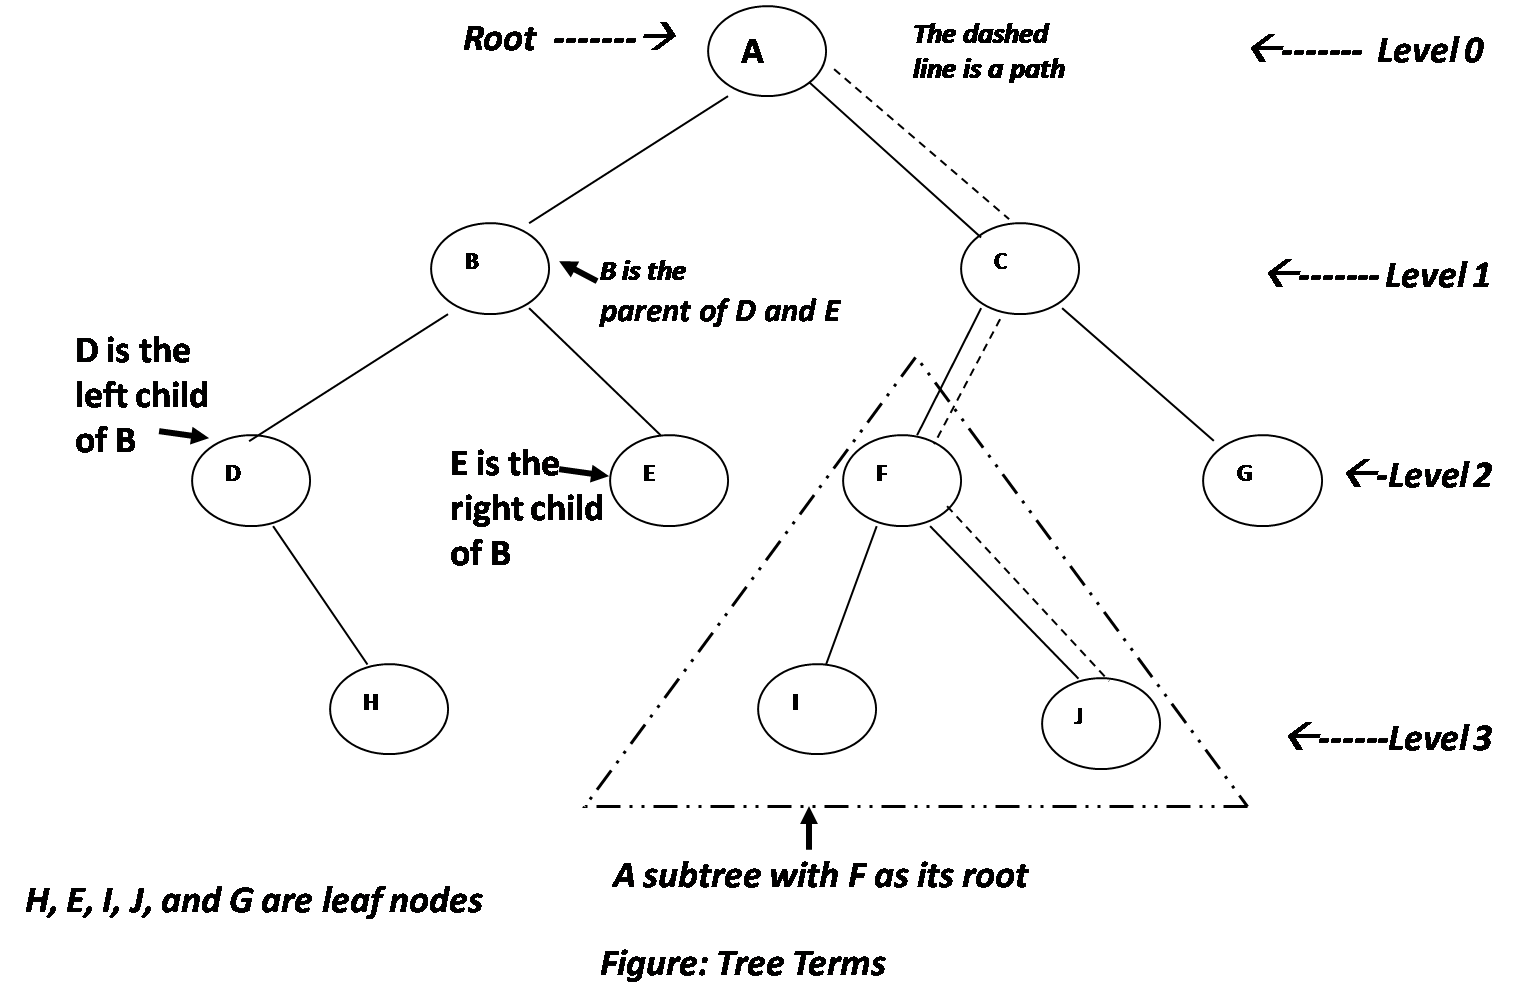 Root -------→
A
The dashed
line is a path
←------- Level 0
B
B is the
parent of D and E
C
←------- Level 1
D is the
left child
of B
D
E is the
right child
of B
E
F
G
←-Level 2
H
I
J
←------Level 3
A subtree with F as its root
H, E, I, J, and G are leaf nodes
Figure: Tree Terms